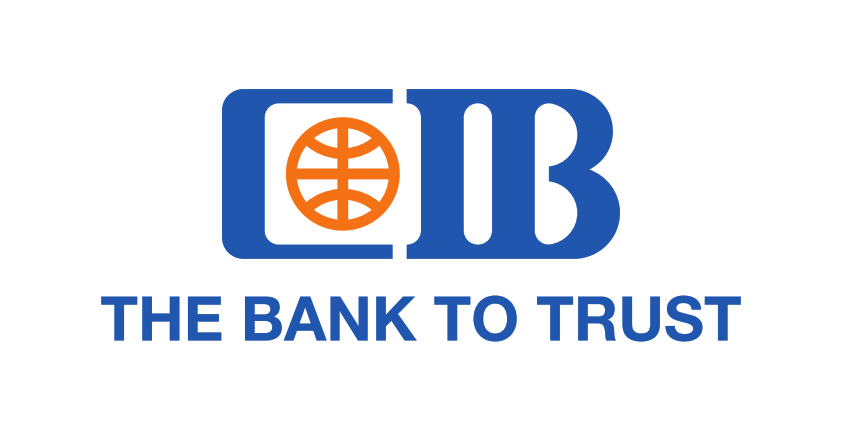 CIB
THE BANK TO TRUST